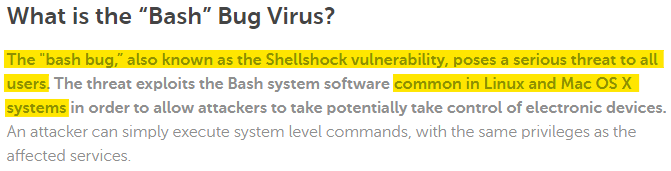 What is the “Bash” Bug Virus?
The "bash bug,” also known as the Shellshock vulnerability, poses a serious threat to all
users. The threat exploits the Bash system software common in Linux and Mac OS X
systems in order to allow attackers to take potentially take control of electronic devices.
An attacker can simply execute system level commands, with the same privileges as the
affected services.